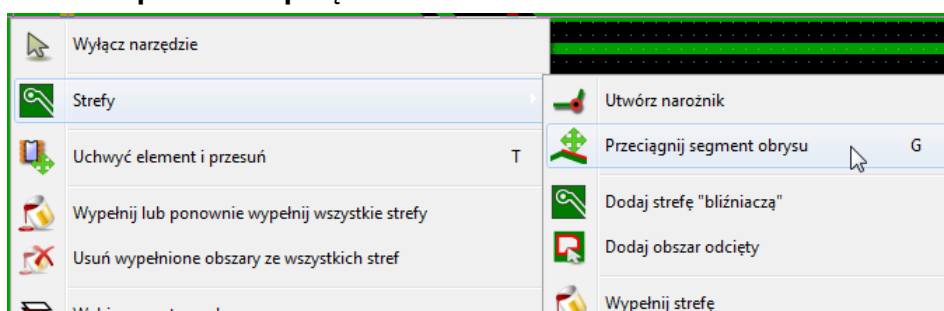 Wyłącz narzędzie
Strefy
Utwórz narożnik
Przeciągnij segment obrysu G
Uchwyć element i przesuń T
Dodaj strefę "bliźniaczą"
Wypełnij lub ponownie wypełnij wszystkie strefy
Dodaj obszar odcięty
Usuń wypełnione obszary ze wszystkich stref
Wypełnij strefę